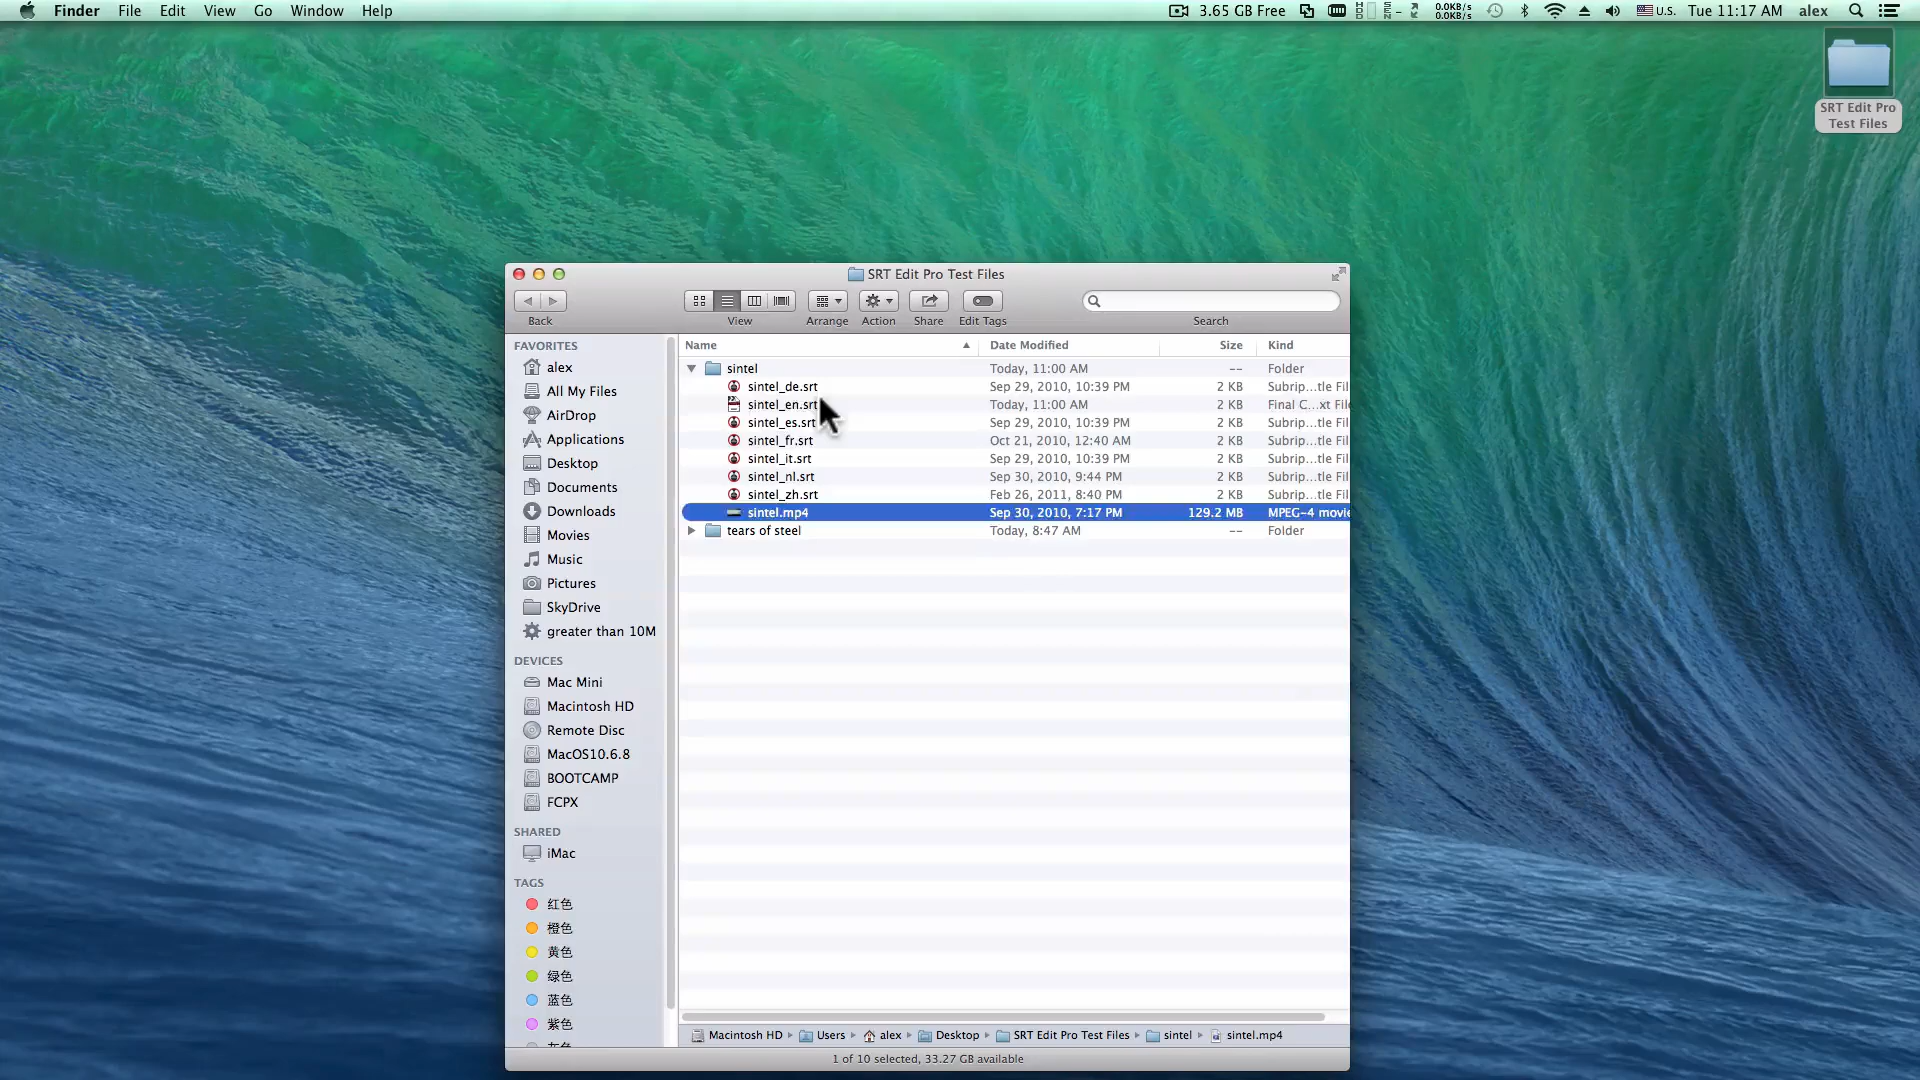 Finder File Edit View Go Window Help
3.65 GB Free
0.0KB/s
0.0KB/s
U.S. Tue 11:17 AM alex
SRT Edit Pro
Test Files
SRT Edit Pro Test Files
Back View Arrange Action Share Edit Tags Search
FAVORITES
alex
All My Files
AirDrop
Applications
Desktop
Documents
Downloads
Movies
Music
Pictures
SkyDrive
greater than 10M
DEVICES
Mac Mini
Macintosh HD
Remote Disc
MacOS10.6.8
BOOTCAMP
FCPX
SHARED
iMac
TAGS
红色
橙色
黄色
绿色
蓝色
紫色
Name Date Modified Size Kind
sintel Today, 11:00 AM -- Folder
sintel_de.srt Sep 29, 2010, 10:39 PM 2 KB Subrip...tle Fil
sintel_en.srt Today, 11:00 AM 2 KB Final C...xt File
sintel_es.srt Sep 29, 2010, 10:39 PM 2 KB Subrip...tle Fil
sintel_fr.srt Oct 21, 2010, 12:40 AM 2 KB Subrip...tle Fil
sintel_it.srt Sep 29, 2010, 10:39 PM 2 KB Subrip...tle Fil
sintel_nl.srt Sep 30, 2010, 9:44 PM 2 KB Subrip...tle Fil
sintel_zh.srt Feb 26, 2011, 8:40 PM 2 KB Subrip...tle Fil
sintel.mp4 Sep 30, 2010, 7:17 PM 129.2 MB MPEG-4 movie
tears of steel Today, 8:47 AM -- Folder
Macintosh HD Users alex Desktop SRT Edit Pro Test Files sintel sintel.mp4
1 of 10 selected, 33.27 GB available